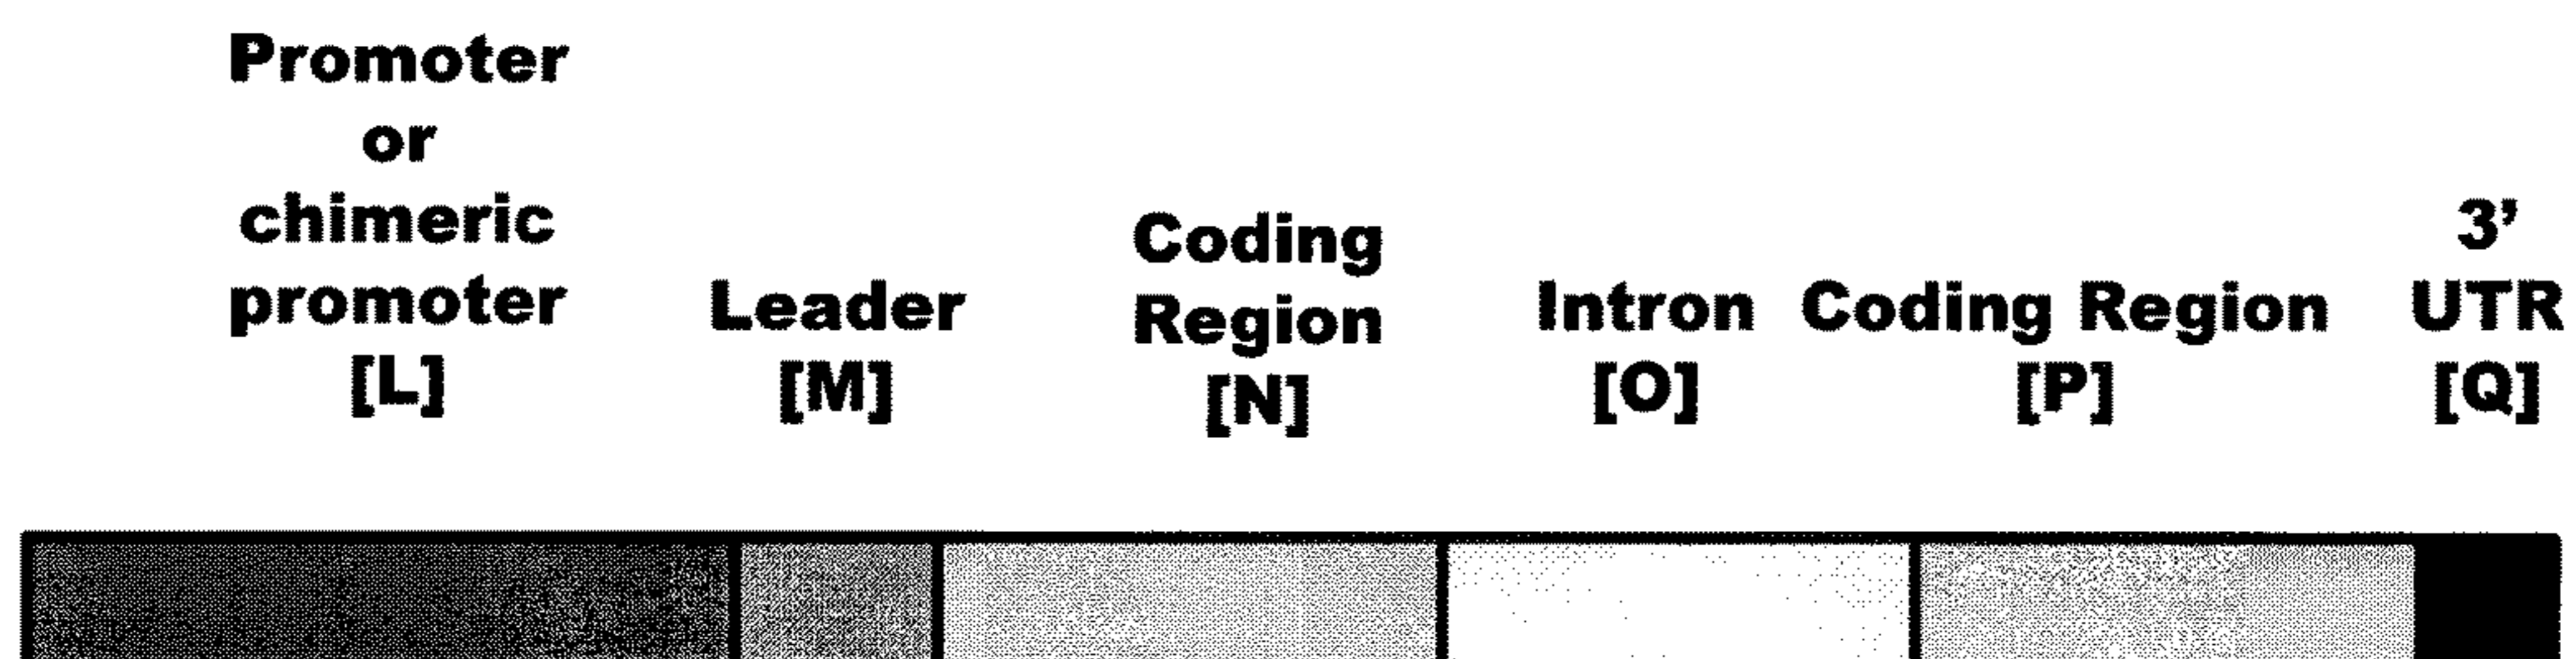 Promoter
or
chimeric
promoter
[L]
Leader
[M]
Coding
Region
[N]
Intron
[O]
Coding Region
[P]
3’
UTR
[Q]